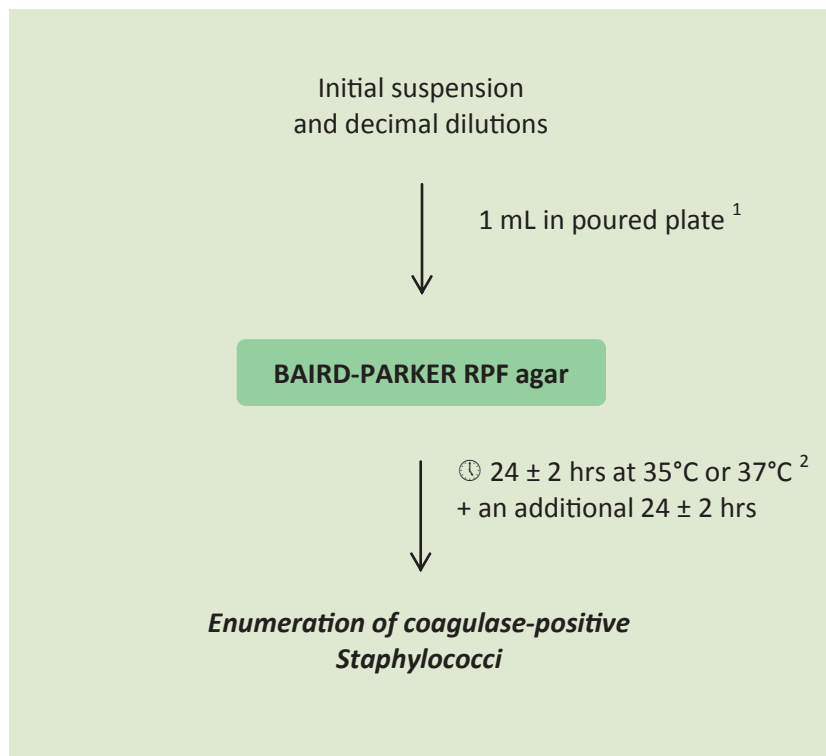 Initial suspension
and decimal dilutions
1 mL in poured plate ¹
BAIRD-PARKER RPF agar
24 ± 2 hrs at 35°C or 37°C ²
+ an additional 24 ± 2 hrs
Enumeration of coagulase-positive
Staphylococci